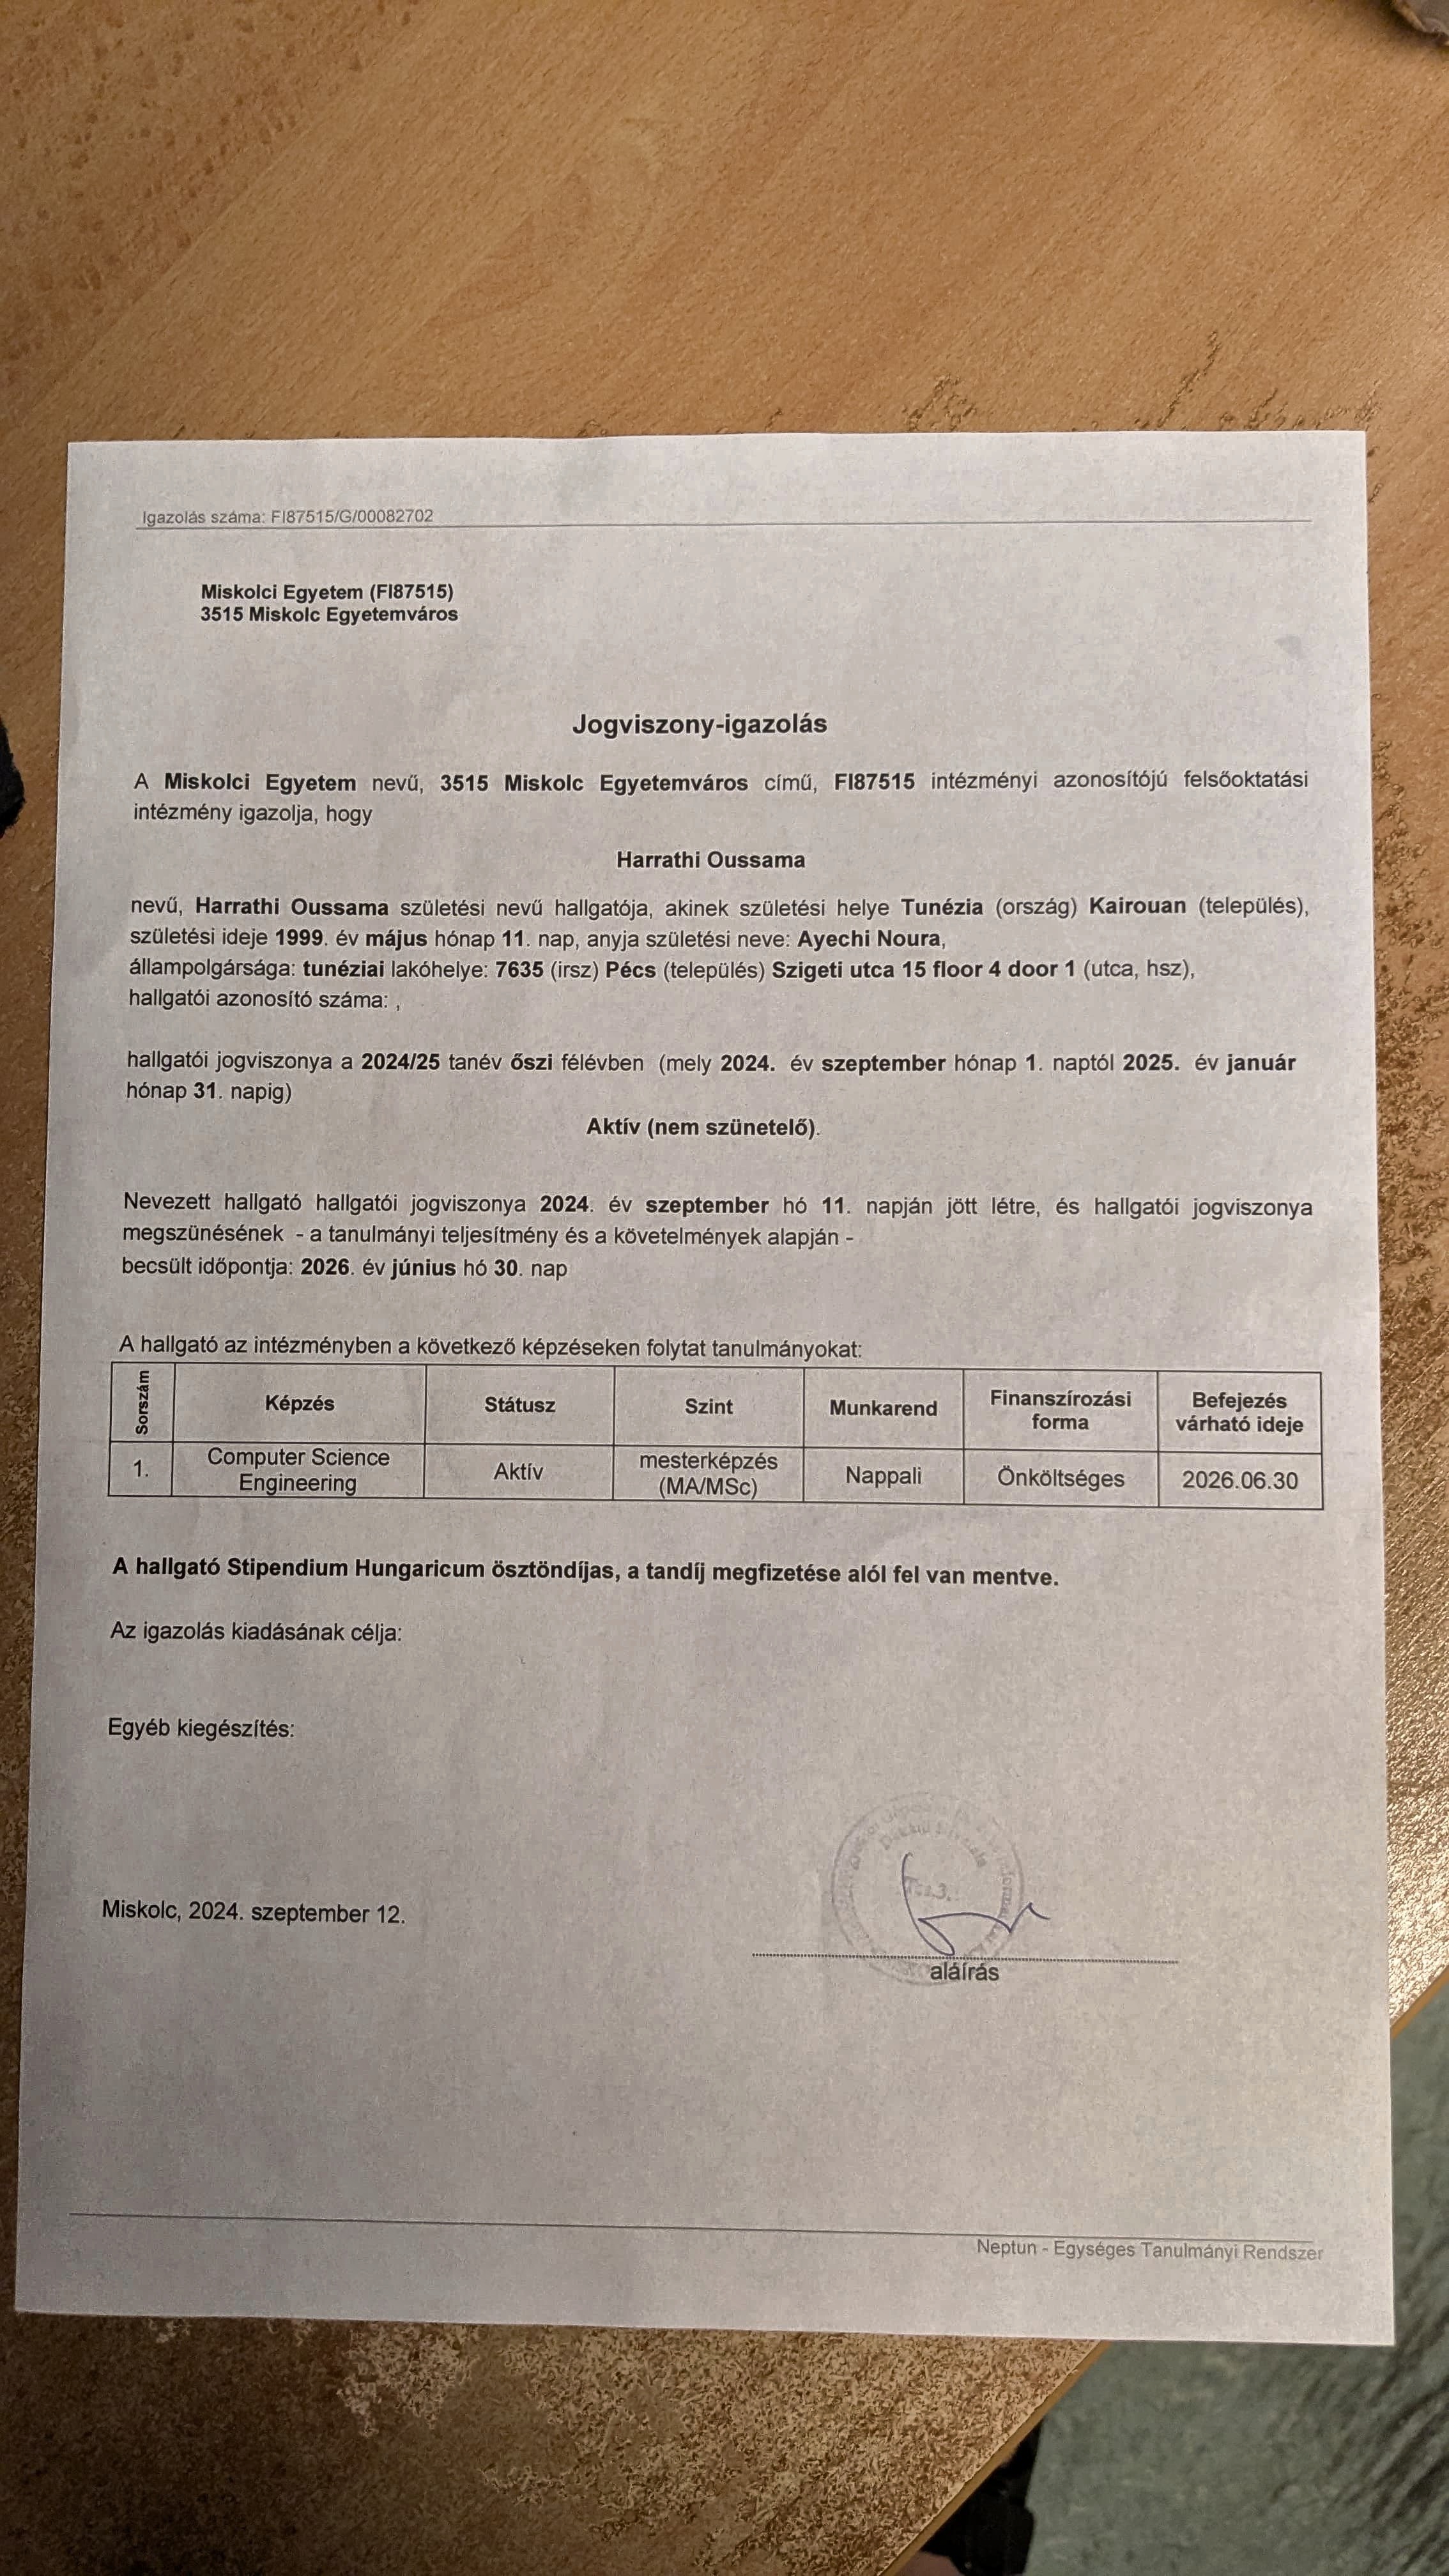 Igazolás száma: FI87515/G/00082702
Miskolci Egyetem (FI87515)
3515 Miskolc Egyetemváros
Jogviszony-igazolás
A Miskolci Egyetem nevű, 3515 Miskolc Egyetemváros című, FI87515 intézményi azonosítójú felsőoktatási
intézmény igazolja, hogy
Harrathi Oussama
nevű, Harrathi Oussama születési nevű hallgatója, akinek születési helye Tunézia (ország) Kairouan (település),
születési ideje 1999. év május hónap 11. nap, anyja születési neve: Ayechi Noura,
állampolgársága: tunéziai lakóhelye: 7635 (irsz) Pécs (település) Szigeti utca 15 floor 4 door 1 (utca, hsz),
hallgatói azonosító száma: ,
hallgatói jogviszonya a 2024/25 tanév őszi félévben (mely 2024. év szeptember hónap 1. naptól 2025. év január
hónap 31. napig)
Aktív (nem szünetelő).
Nevezett hallgató hallgatói jogviszonya 2024. év szeptember hó 11. napján jött létre, és hallgatói jogviszonya
megszünésének - a tanulmányi teljesítmény és a követelmények alapján -
becsült időpontja: 2026. év június hó 30. nap
A hallgató az intézményben a következő képzéseken folytat tanulmányokat:
Sorszám Képzés Státusz Szint Munkarend Finanszírozási forma Befejezés várható ideje
1. Computer Science Engineering Aktív mesterképzés (MA/MSc) Nappali Önköltséges 2026.06.30
A hallgató Stipendium Hungaricum ösztöndíjas, a tandíj megfizetése alól fel van mentve.
Az igazolás kiadásának célja:
Egyéb kiegészítés:
Miskolc, 2024. szeptember 12.
aláírás
Neptun - Egységes Tanulmányi Rendszer